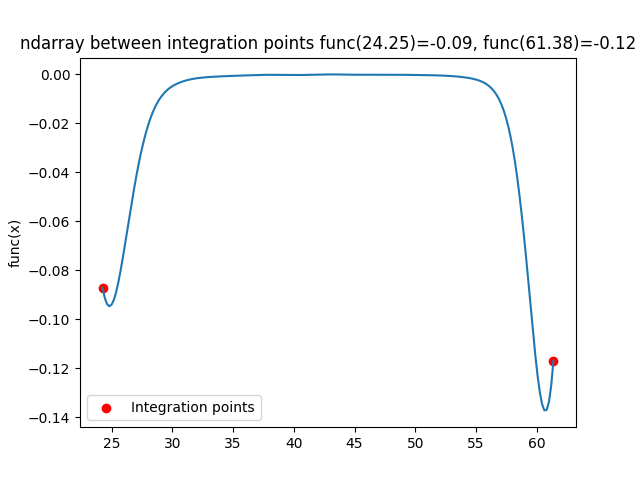 ndarray between integration points func(24.25)=-0.09, func(61.38)=-0.12
0.00
−0.02
−0.04
−0.06
−0.08
−0.10
−0.12
−0.14
func(x)
Integration points
25 30 35 40 45 50 55 60